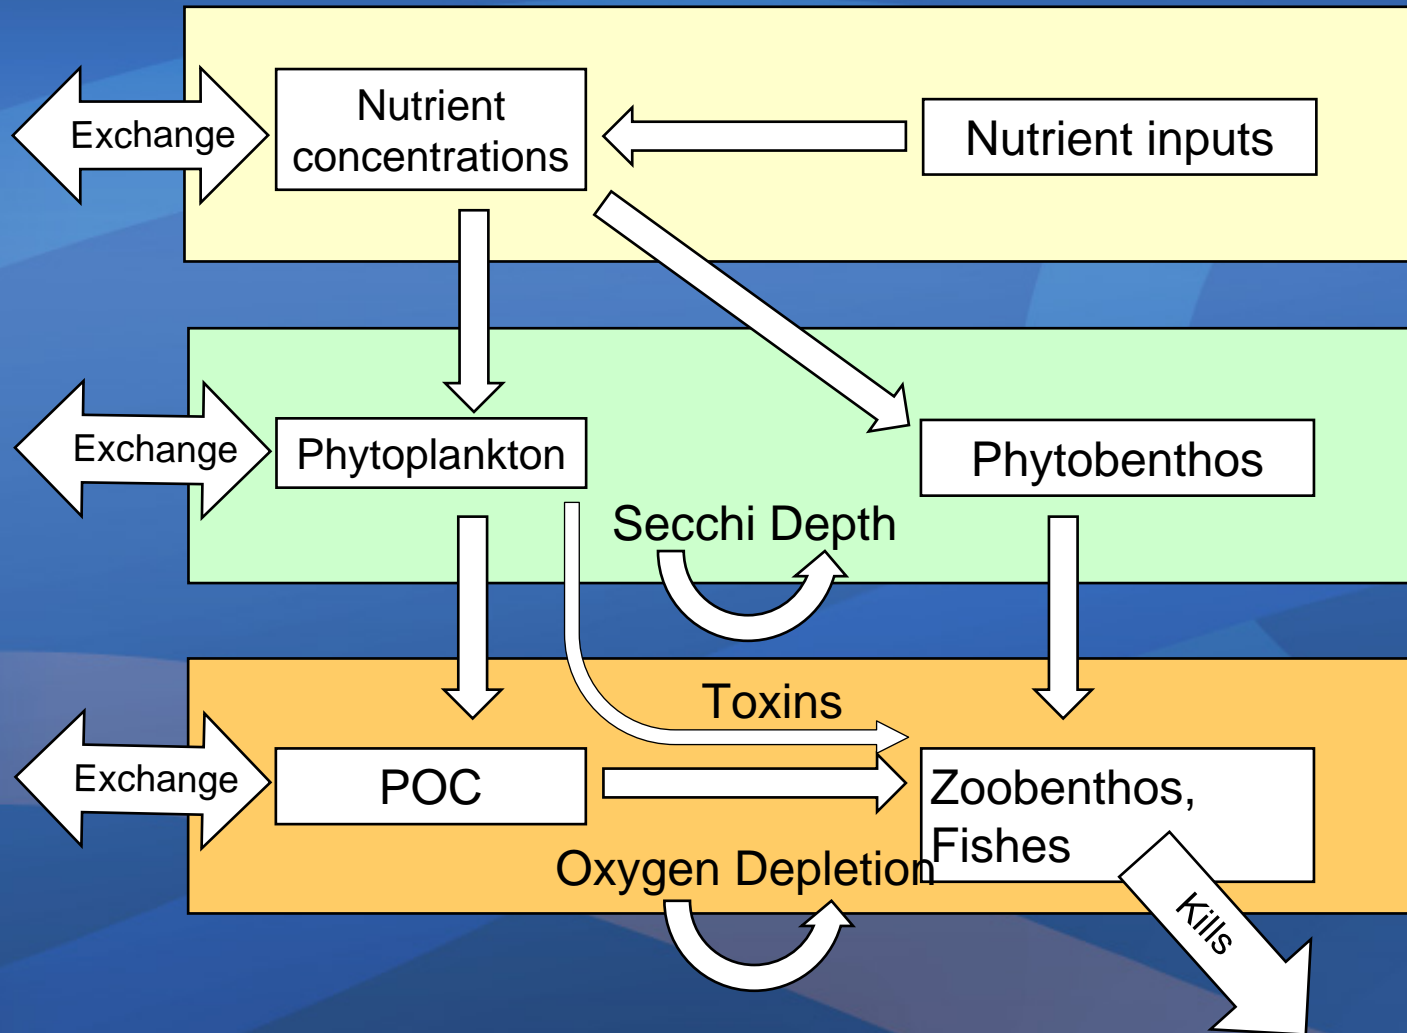 Exchange
Nutrient
concentrations
Nutrient inputs
Exchange
Phytoplankton
Phytobenthos
Secchi Depth
Toxins
Exchange
POC
Zoobenthos,
Fishes
Oxygen Depletion
Kills